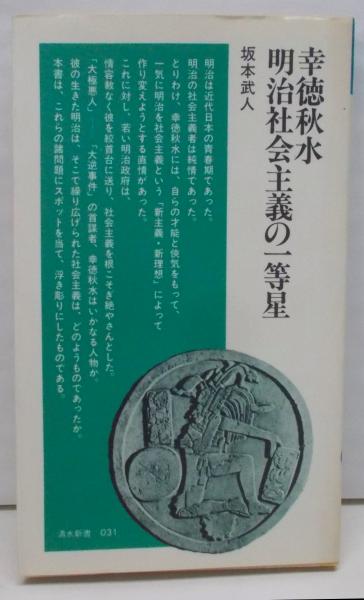 幸徳秋水
明治社会主義の一等星
坂本武人
明治は近代日本の青春期であった。
明治の社会主義者は純情であった。
とりわけ、幸徳秋水には、自らの才能と侠気をもって、
一気に明治を社会主義という「新主義・新理想」によって
作り変えようとする直情があった。
これに対し、若い明治政府は、
情容赦なく彼を絞首台に送り、社会主義を根こそぎ絶やさんとした。
「大極悪人」――「大逆事件」の首謀者、幸徳秋水はいかなる人物か。
彼の生きた明治は、そこで繰り広げられた社会主義は、どのようものであったか。
本書は、これらの諸問題にスポットを当て、浮き彫りにしたものである。
清水新書 031